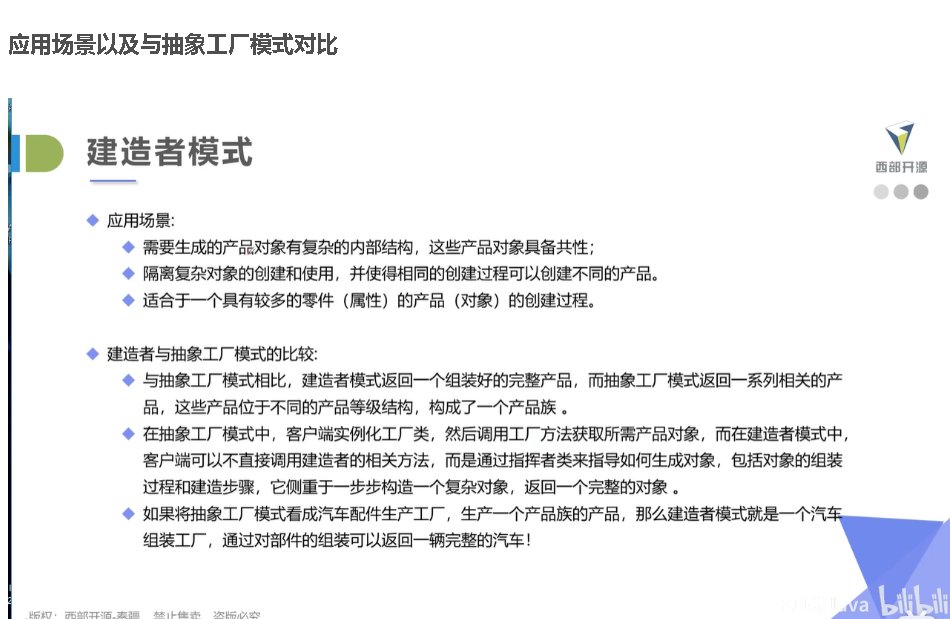 应用场景以及与抽象工厂模式对比
建造者模式
西部开源
应用场景:
需要生成的产品对象有复杂的内部结构，这些产品对象具备共性；
隔离复杂对象的创建和使用，并使得相同的创建过程可以创建不同的产品。
适合于一个具有较多的零件（属性）的产品（对象）的创建过程。
建造者与抽象工厂模式的比较:
与抽象工厂模式相比，建造者模式返回一个组装好的完整产品，而抽象工厂模式返回一系列相关的产
品，这些产品位于不同的产品等级结构，构成了一个产品族 。
在抽象工厂模式中，客户端实例化工厂类，然后调用工厂方法获取所需产品对象，而在建造者模式中，
客户端可以不直接调用建造者的相关方法，而是通过指挥者类来指导如何生成对象，包括对象的组装
过程和建造步骤，它侧重于一步步构造一个复杂对象，返回一个完整的对象 。
如果将抽象工厂模式看成汽车配件生产工厂，生产一个产品族的产品，那么建造者模式就是一个汽车
组装工厂，通过对部件的组装可以返回一辆完整的汽车！
版权：西部开源-秦疆 禁止售卖 盗版必究
Java bilibili